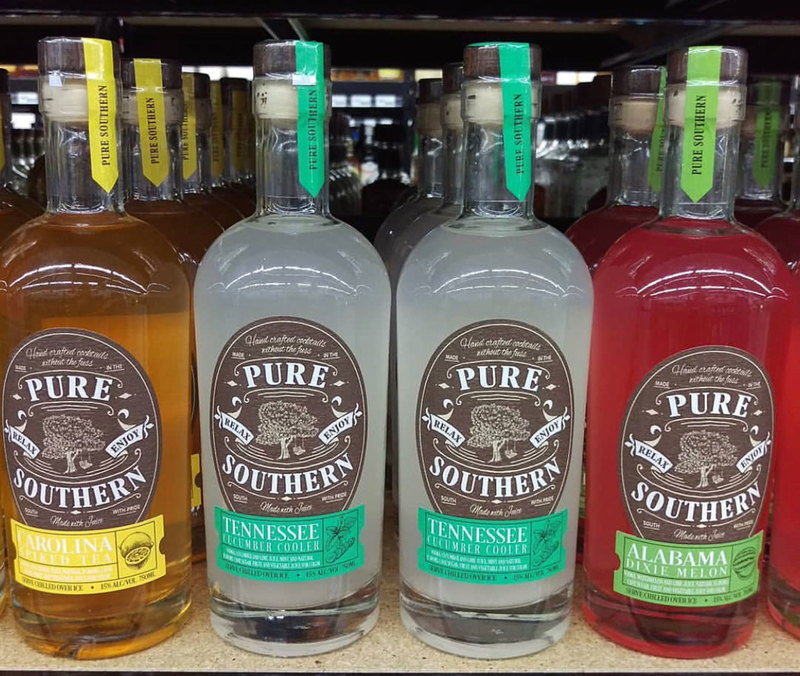 PURE SOUTHERN
PURE SOUTHERN
PURE SOUTHERN
PURE SOUTHERN
PURE SOUTHERN
Hand crafted cocktails
without the fuss
MADE IN THE
PURE
RELAX ENJOY
SOUTHERN
SOUTH WITH PRIDE
Made with Juice
CAROLINA
SPIKED TEA
SERVE CHILLED OVER ICE • 15% ALC/VOL 750ML
Hand crafted cocktails
without the fuss
MADE IN THE
PURE
RELAX ENJOY
SOUTHERN
SOUTH WITH PRIDE
Made with Juice
TENNESSEE
CUCUMBER COOLER
SERVE CHILLED OVER ICE • 15% ALC./VOL 750ML
Hand crafted cocktails
without the fuss
MADE IN THE
PURE
RELAX ENJOY
SOUTHERN
SOUTH WITH PRIDE
Made with Juice
TENNESSEE
CUCUMBER COOLER
SERVE CHILLED OVER ICE • 15% ALC./VOL 750ML
Hand crafted cocktails
without the fuss
MADE IN THE
PURE
RELAX ENJOY
SOUTHERN
SOUTH WITH PRIDE
Made with Juice
ALABAMA
DIXIE MELON
SERVE CHILLED OVER ICE • 15% ALC/VOL 750ML